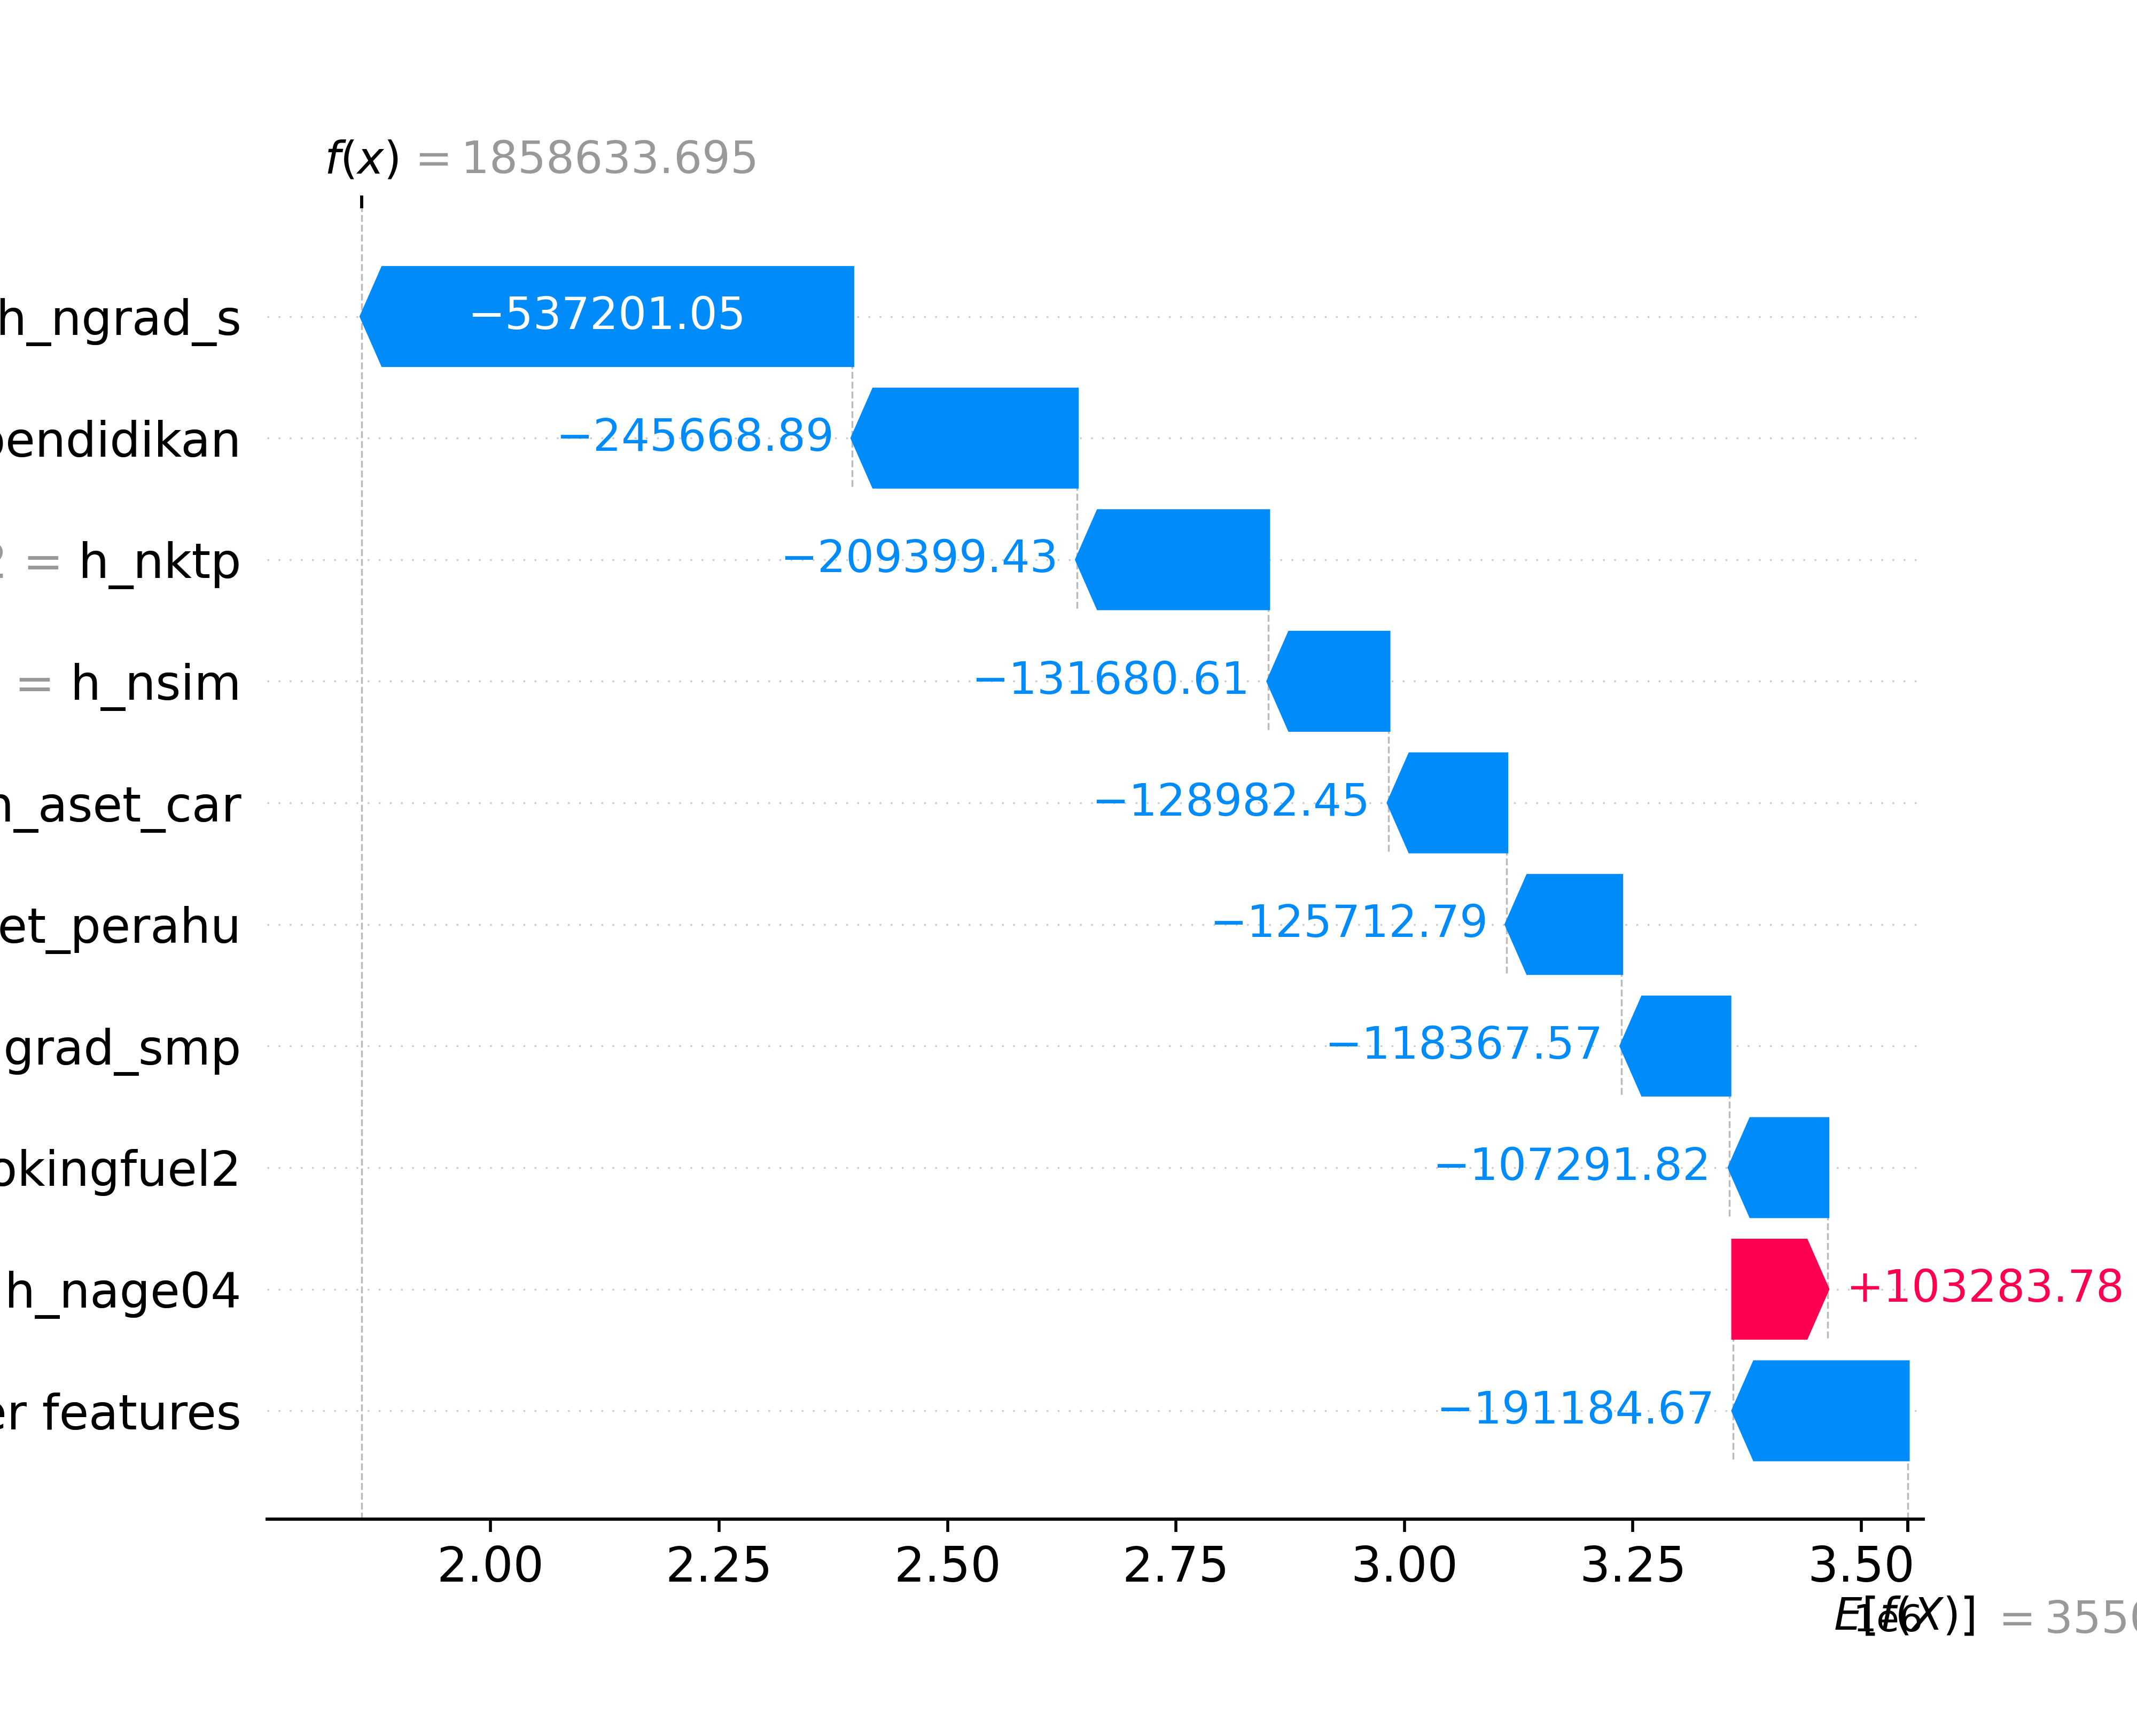 f(x) = 1858633.695
h_ngrad_s
−537201.05
pendidikan
−245668.89
= h_nktp
−209399.43
= h_nsim
−131680.61
h_aset_car
−128982.45
et_perahu
−125712.79
grad_smp
−118367.57
okingfuel2
−107291.82
h_nage04
+103283.78
er features
−191184.67
2.00 2.25 2.50 2.75 3.00 3.25 3.50
1e6
E[f(X)] = 3550